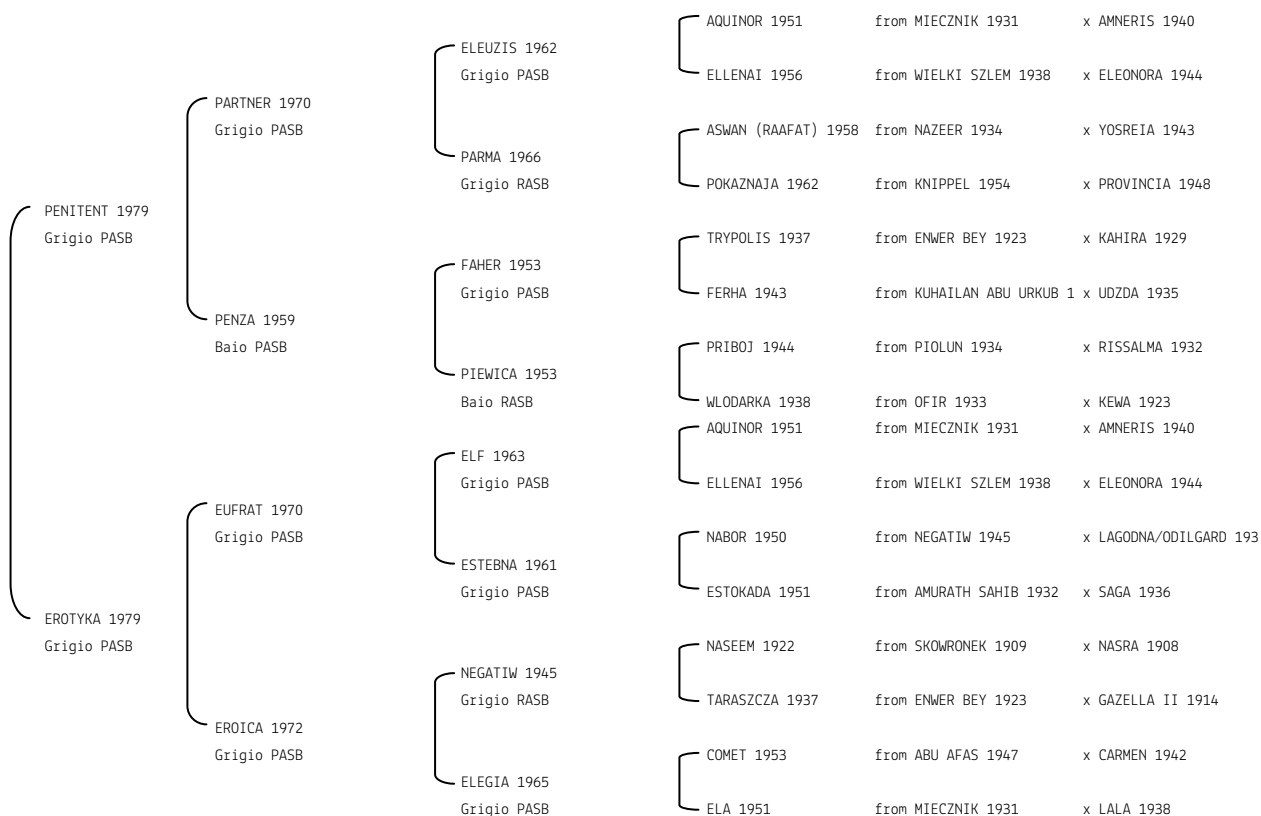 AQUINOR 1951 from MIECZNIK 1931 x AMNERIS 1940
ELEUZIS 1962
Grigio PASB
ELLENAI 1956 from WIELKI SZLEM 1938 x ELEONORA 1944
PARTNER 1970
Grigio PASB
ASWAN (RAAFAT) 1958 from NAZEER 1934 x YOSREIA 1943
PARMA 1966
Grigio RASB
POKAZNAJA 1962 from KNIPPEL 1954 x PROVINCIA 1948
PENITENT 1979
Grigio PASB
TRYPOLIS 1937 from ENWER BEY 1923 x KAHIRA 1929
FAHER 1953
Grigio PASB
FERHA 1943 from KUHAILAN ABU URKUB 1 x UDZDA 1935
PENZA 1959
Baio PASB
PRIBOJ 1944 from PIOLUN 1934 x RISSALMA 1932
PIEWICA 1953
Baio RASB
WLODARKA 1938 from OFIR 1933 x KEWA 1923
AQUINOR 1951 from MIECZNIK 1931 x AMNERIS 1940
ELF 1963
Grigio PASB
ELLENAI 1956 from WIELKI SZLEM 1938 x ELEONORA 1944
EUFRAT 1970
Grigio PASB
NABOR 1950 from NEGATIW 1945 x LAGODNA/ODILGARD 193
ESTEBNA 1961
Grigio PASB
ESTOKADA 1951 from AMURATH SAHIB 1932 x SAGA 1936
EROTYKA 1979
Grigio PASB
NASEEM 1922 from SKOWRONEK 1909 x NASRA 1908
NEGATIW 1945
Grigio RASB
TARASZCZA 1937 from ENWER BEY 1923 x GAZELLA II 1914
EROICA 1972
Grigio PASB
COMET 1953 from ABU AFAS 1947 x CARMEN 1942
ELEGIA 1965
Grigio PASB
ELA 1951 from MIECZNIK 1931 x LALA 1938